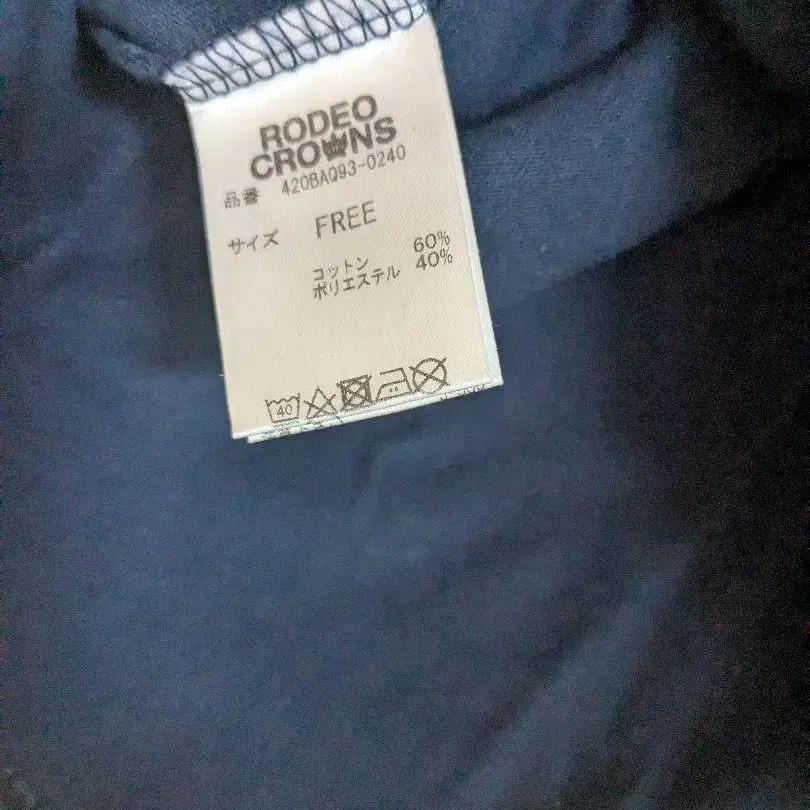 RODEO
CROWNS
品番 420BAQ93-0240
サイズ FREE
コットン 60%
ポリエステル 40%
40